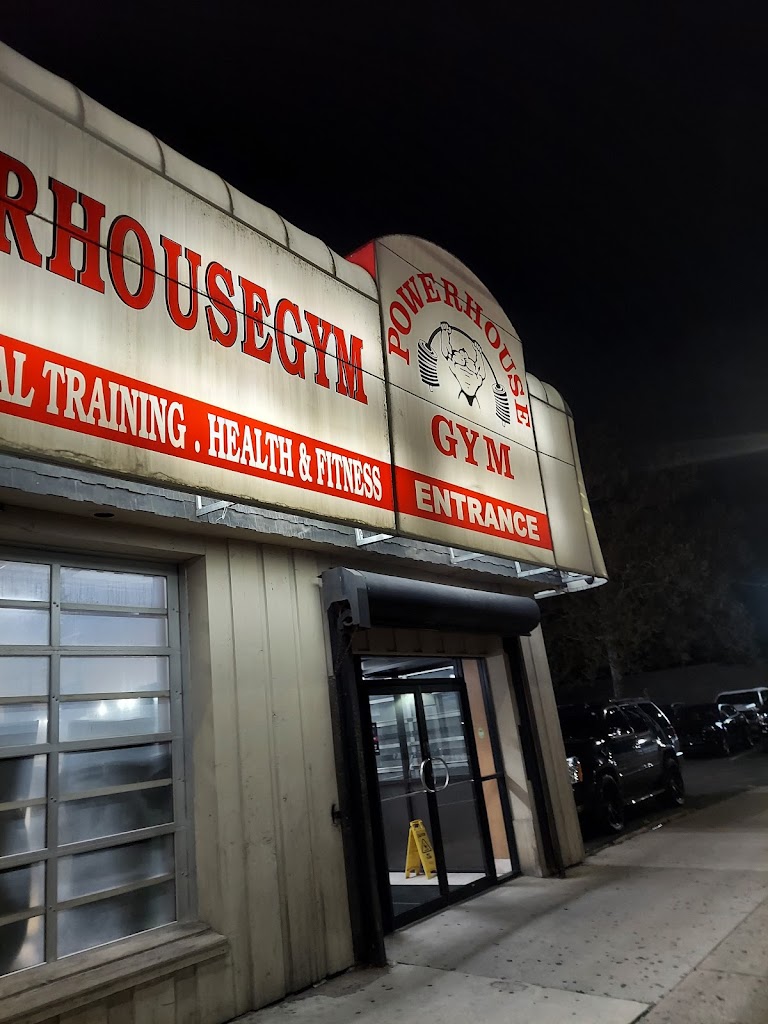 RHOUSEGYM
AL TRAINING . HEALTH & FITNESS
POWERHOUSE
GYM
ENTRANCE